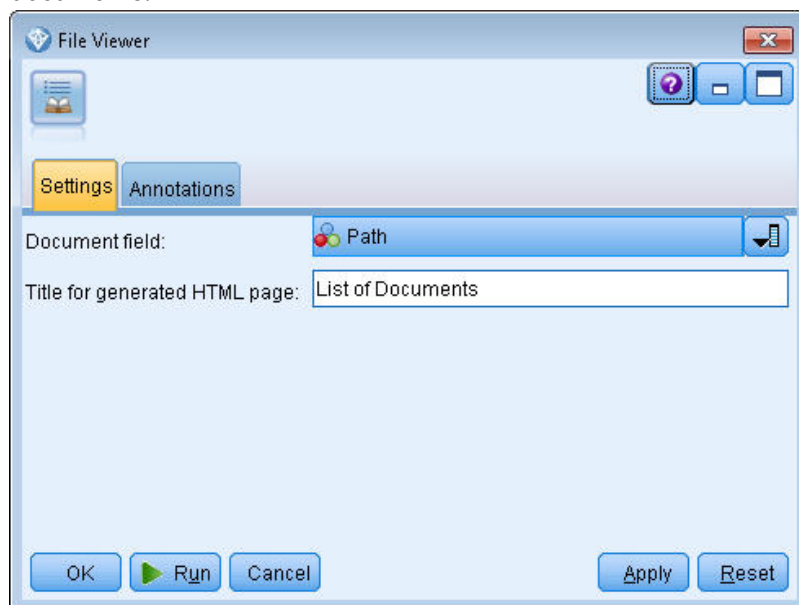 File Viewer
Settings Annotations
Document field: Path
Title for generated HTML page: List of Documents
OK Run Cancel Apply Reset